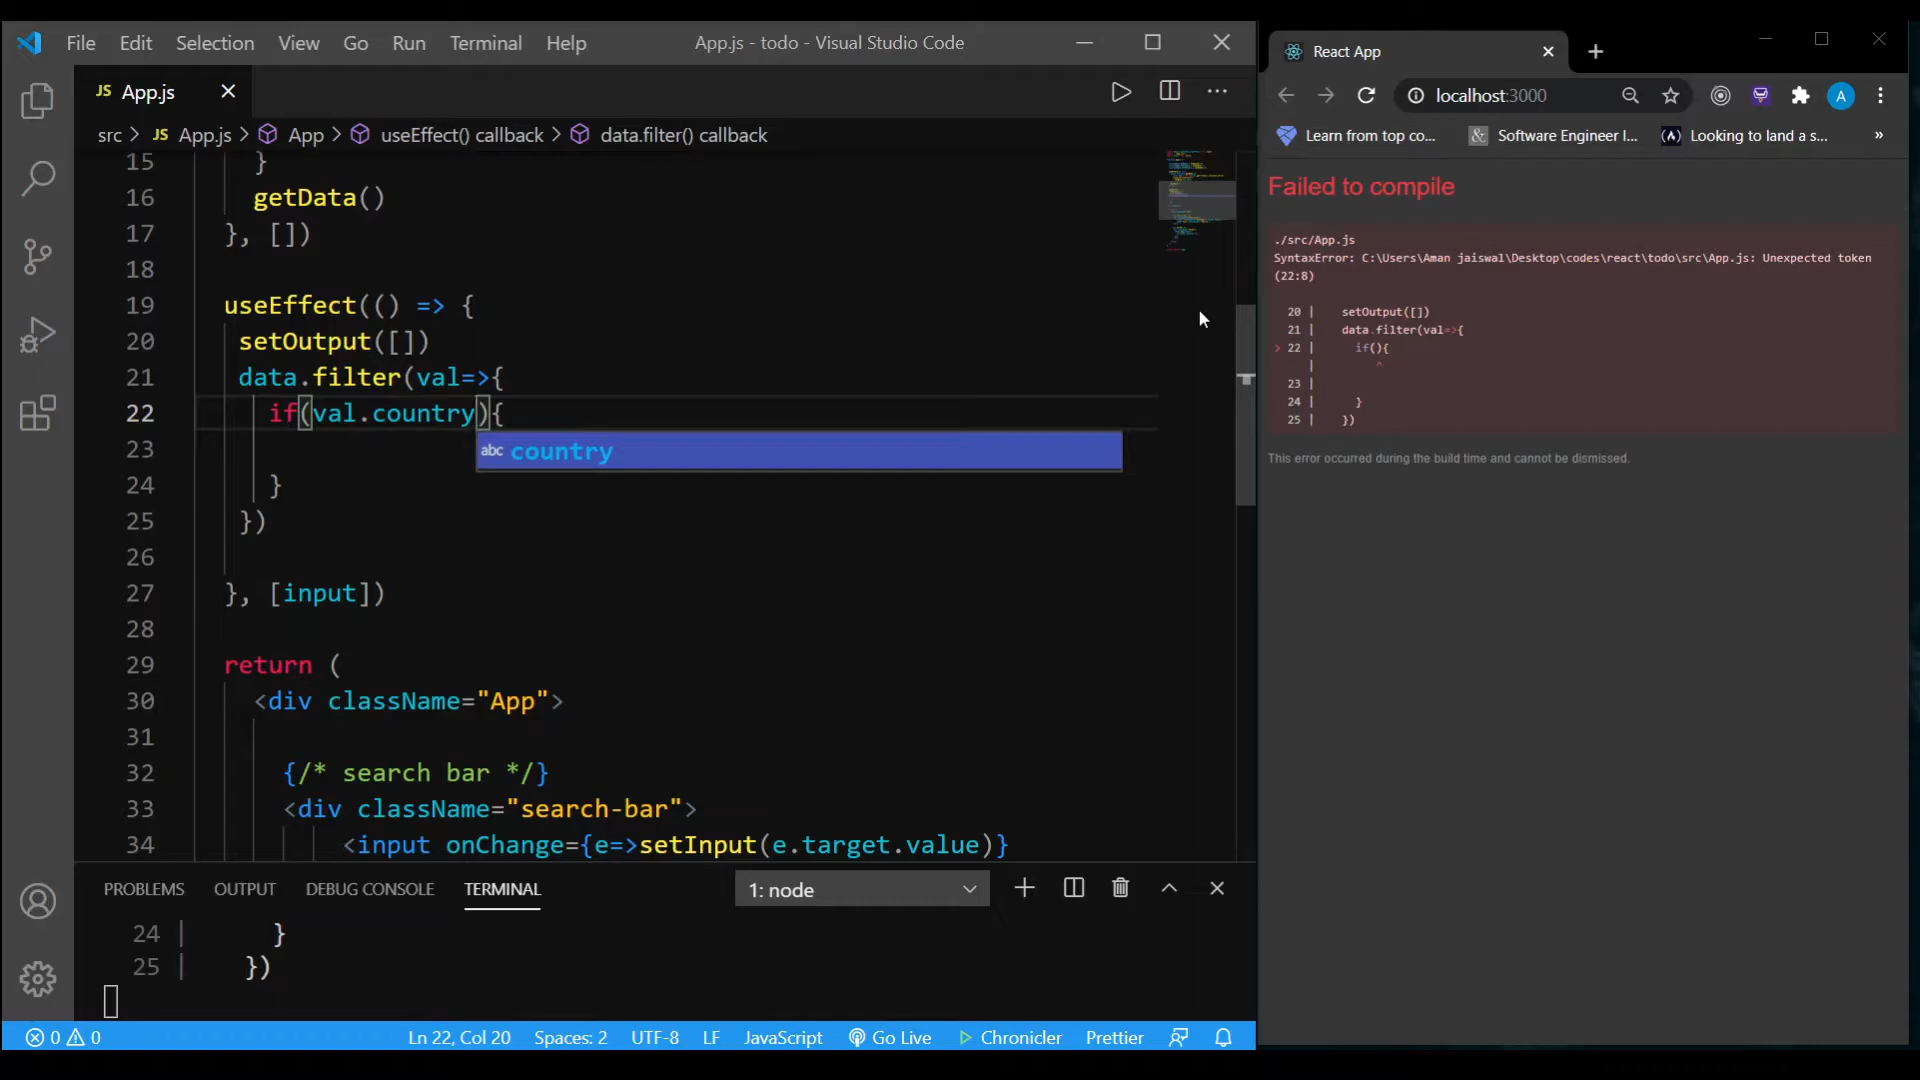 File Edit Selection View Go Run Terminal Help App.js - todo - Visual Studio Code
JS App.js
src > JS App.js > App > useEffect() callback > data.filter() callback
15 }
16 getData()
17 }, [])
18
19 useEffect(() => {
20 setOutput([])
21 data.filter(val=>{
22 if(val.country){
23
abc country
24 }
25 })
26
27 }, [input])
28
29 return (
30 <div className="App">
31
32 {/* search bar */}
33 <div className="search-bar">
34 <input onChange={e=>setInput(e.target.value)}
PROBLEMS OUTPUT DEBUG CONSOLE TERMINAL 1: node
24 | }
25 | })
0 0 Ln 22, Col 20 Spaces: 2 UTF-8 LF JavaScript Go Live Chronicler Prettier
React App
localhost:3000 A
Learn from top co... & Software Engineer I... (A) Looking to land a s... »
Failed to compile
./src/App.js
SyntaxError: C:\Users\Aman jaiswal\Desktop\codes\react\todo\src\App.js: Unexpected token
(22:8)
20 | setOutput([])
21 | data.filter(val=>{
> 22 | if(){
| ^
23 |
24 | }
25 | })
This error occurred during the build time and cannot be dismissed.